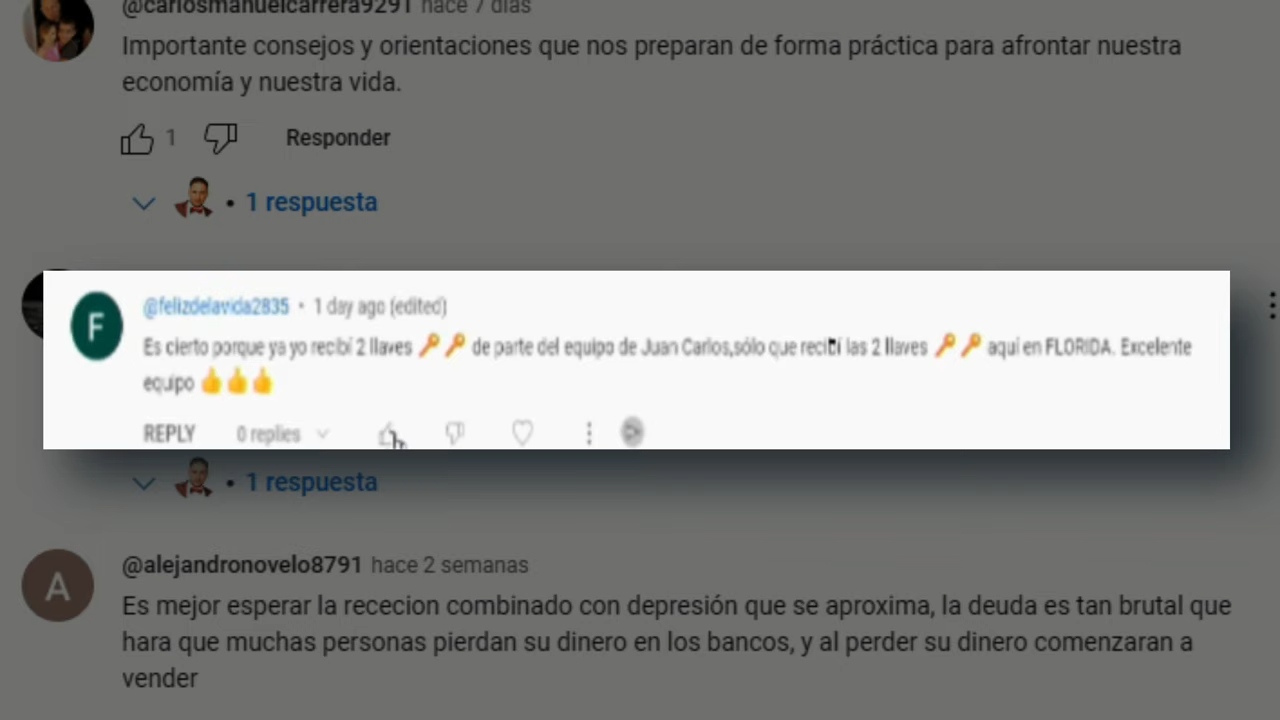 @carlosmanuelcarrera9291 hace 7 días
Importante consejos y orientaciones que nos preparan de forma práctica para afrontar nuestra
economía y nuestra vida.
1 Responder
• 1 respuesta
F
@felizdelavida2835 • 1 day ago (edited)
Es cierto porque ya yo recibí 2 llaves 🔑🔑 de parte del equipo de Juan Carlos,sólo que recibí las 2 llaves 🔑🔑 aquí en FLORIDA. Excelente
equipo 👍👍👍
REPLY 0 replies
• 1 respuesta
A
@alejandronovelo8791 hace 2 semanas
Es mejor esperar la rececion combinado con depresión que se aproxima, la deuda es tan brutal que
hara que muchas personas pierdan su dinero en los bancos, y al perder su dinero comenzaran a
vender